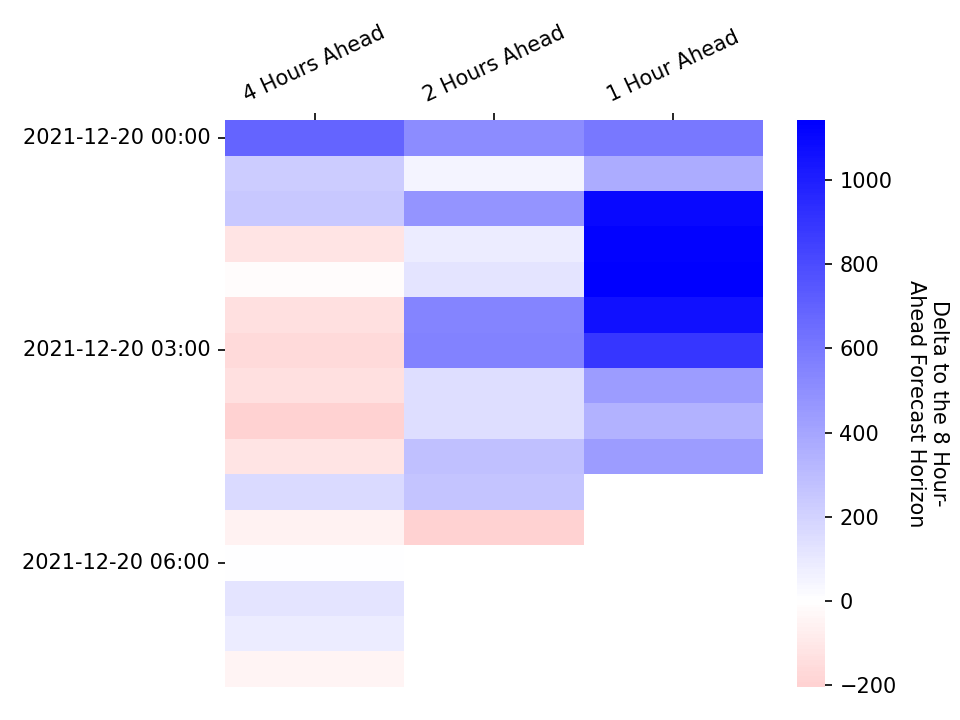 4 Hours Ahead
2 Hours Ahead
1 Hour Ahead
2021-12-20 00:00
2021-12-20 03:00
2021-12-20 06:00
1000
800
600
400
200
0
−200
Delta to the 8 Hour-
Ahead Forecast Horizon